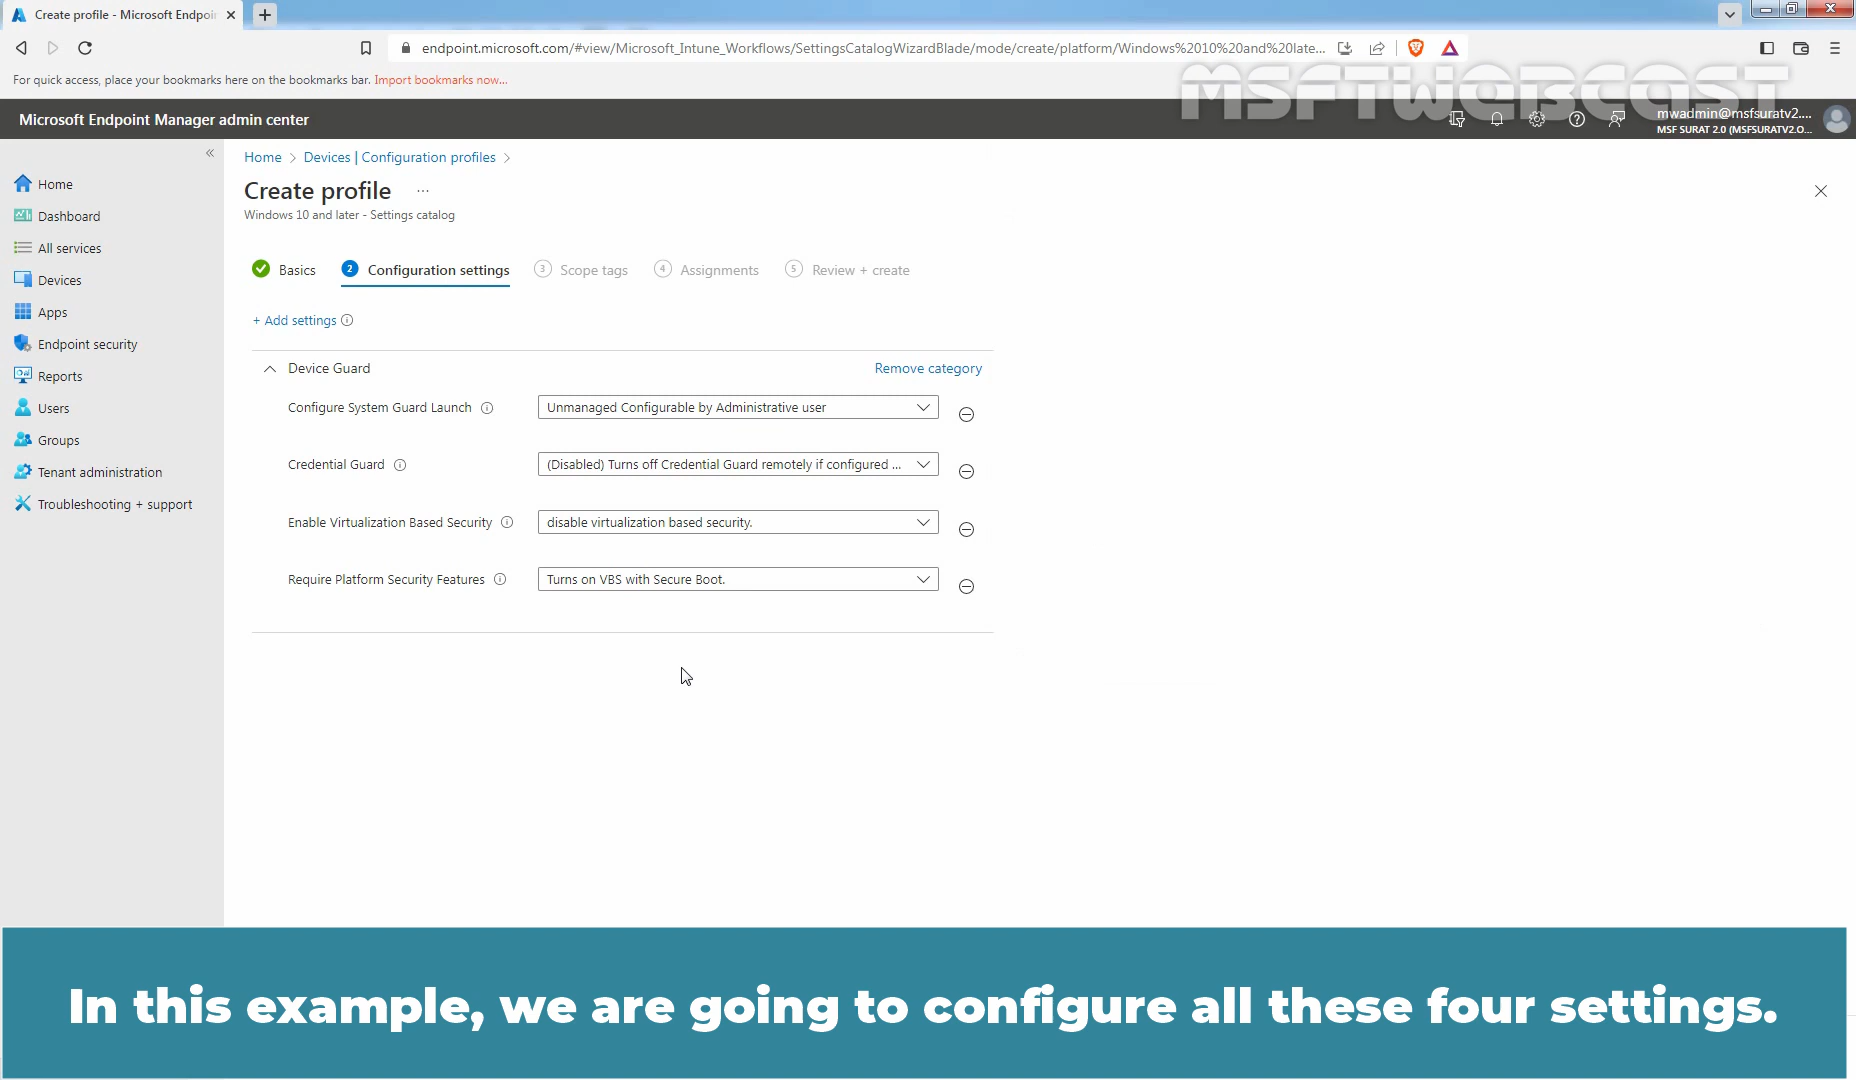 Create profile - Microsoft Endpoin
endpoint.microsoft.com/#view/Microsoft_Intune_Workflows/SettingsCatalogWizardBlade/mode/create/platform/Windows%2010%20and%20late...
For quick access, place your bookmarks here on the bookmarks bar. Import bookmarks now...
MSFTWEBCAST
Microsoft Endpoint Manager admin center
mwadmin@msfsuratv2....
MSF SURAT 2.0 (MSFSURATV2.O...
Home > Devices | Configuration profiles >
Create profile ...
Windows 10 and later - Settings catalog
Home
Dashboard
All services
Devices
Apps
Endpoint security
Reports
Users
Groups
Tenant administration
Troubleshooting + support
Basics 2 Configuration settings 3 Scope tags 4 Assignments 5 Review + create
+ Add settings
Device Guard Remove category
Configure System Guard Launch Unmanaged Configurable by Administrative user
Credential Guard (Disabled) Turns off Credential Guard remotely if configured ...
Enable Virtualization Based Security disable virtualization based security.
Require Platform Security Features Turns on VBS with Secure Boot.
In this example, we are going to configure all these four settings.